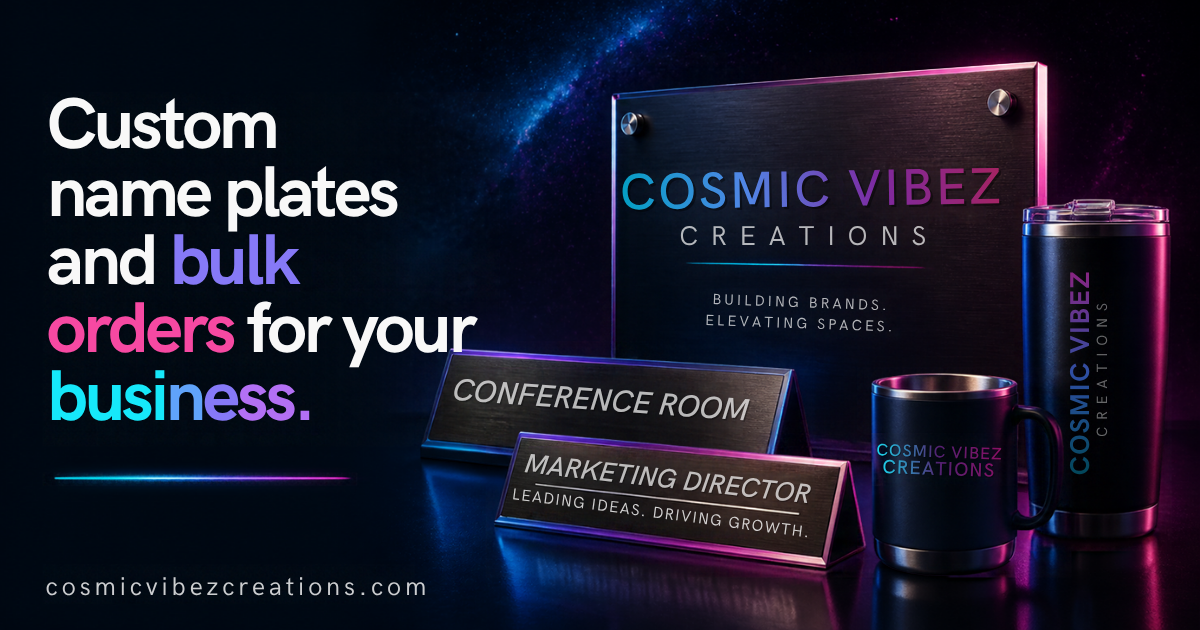 Custom
name plates
and bulk
orders for your
business.
cosmicvibezcreations.com
COSMIC VIBEZ
CREATIONS
BUILDING BRANDS.
ELEVATING SPACES.
CONFERENCE ROOM
MARKETING DIRECTOR
LEADING IDEAS. DRIVING GROWTH.
COSMIC VIBEZ
CREATIONS
COSMIC VIBEZ
CREATIONS